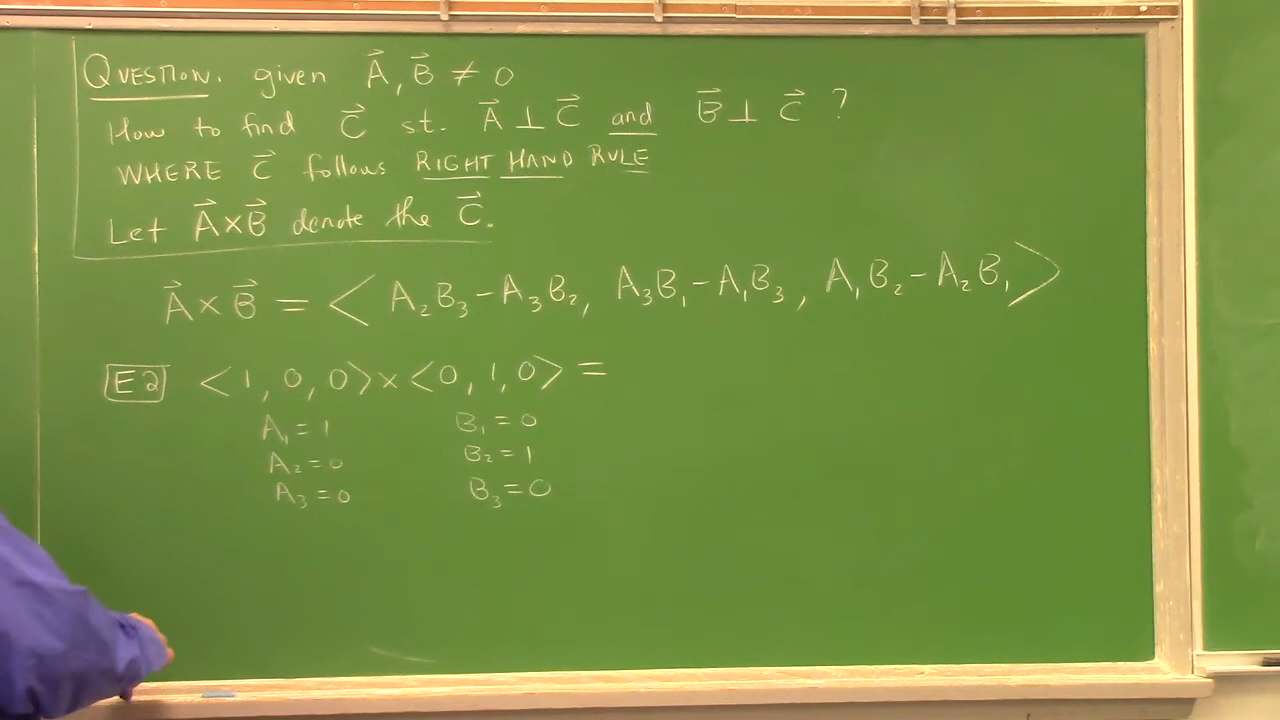 QUESTION. given A⃗, B⃗ ≠ 0
How to find C⃗ st. A⃗ ⊥ C⃗ and B⃗ ⊥ C⃗ ?
WHERE C⃗ follows RIGHT HAND RULE
Let A⃗×B⃗ denote the C⃗.
A⃗ × B⃗ = < A₂B₃ - A₃B₂, A₃B₁ - A₁B₃, A₁B₂ - A₂B₁ >
E2 <1, 0, 0> × <0, 1, 0> =
A₁ = 1 B₁ = 0
A₂ = 0 B₂ = 1
A₃ = 0 B₃ = 0